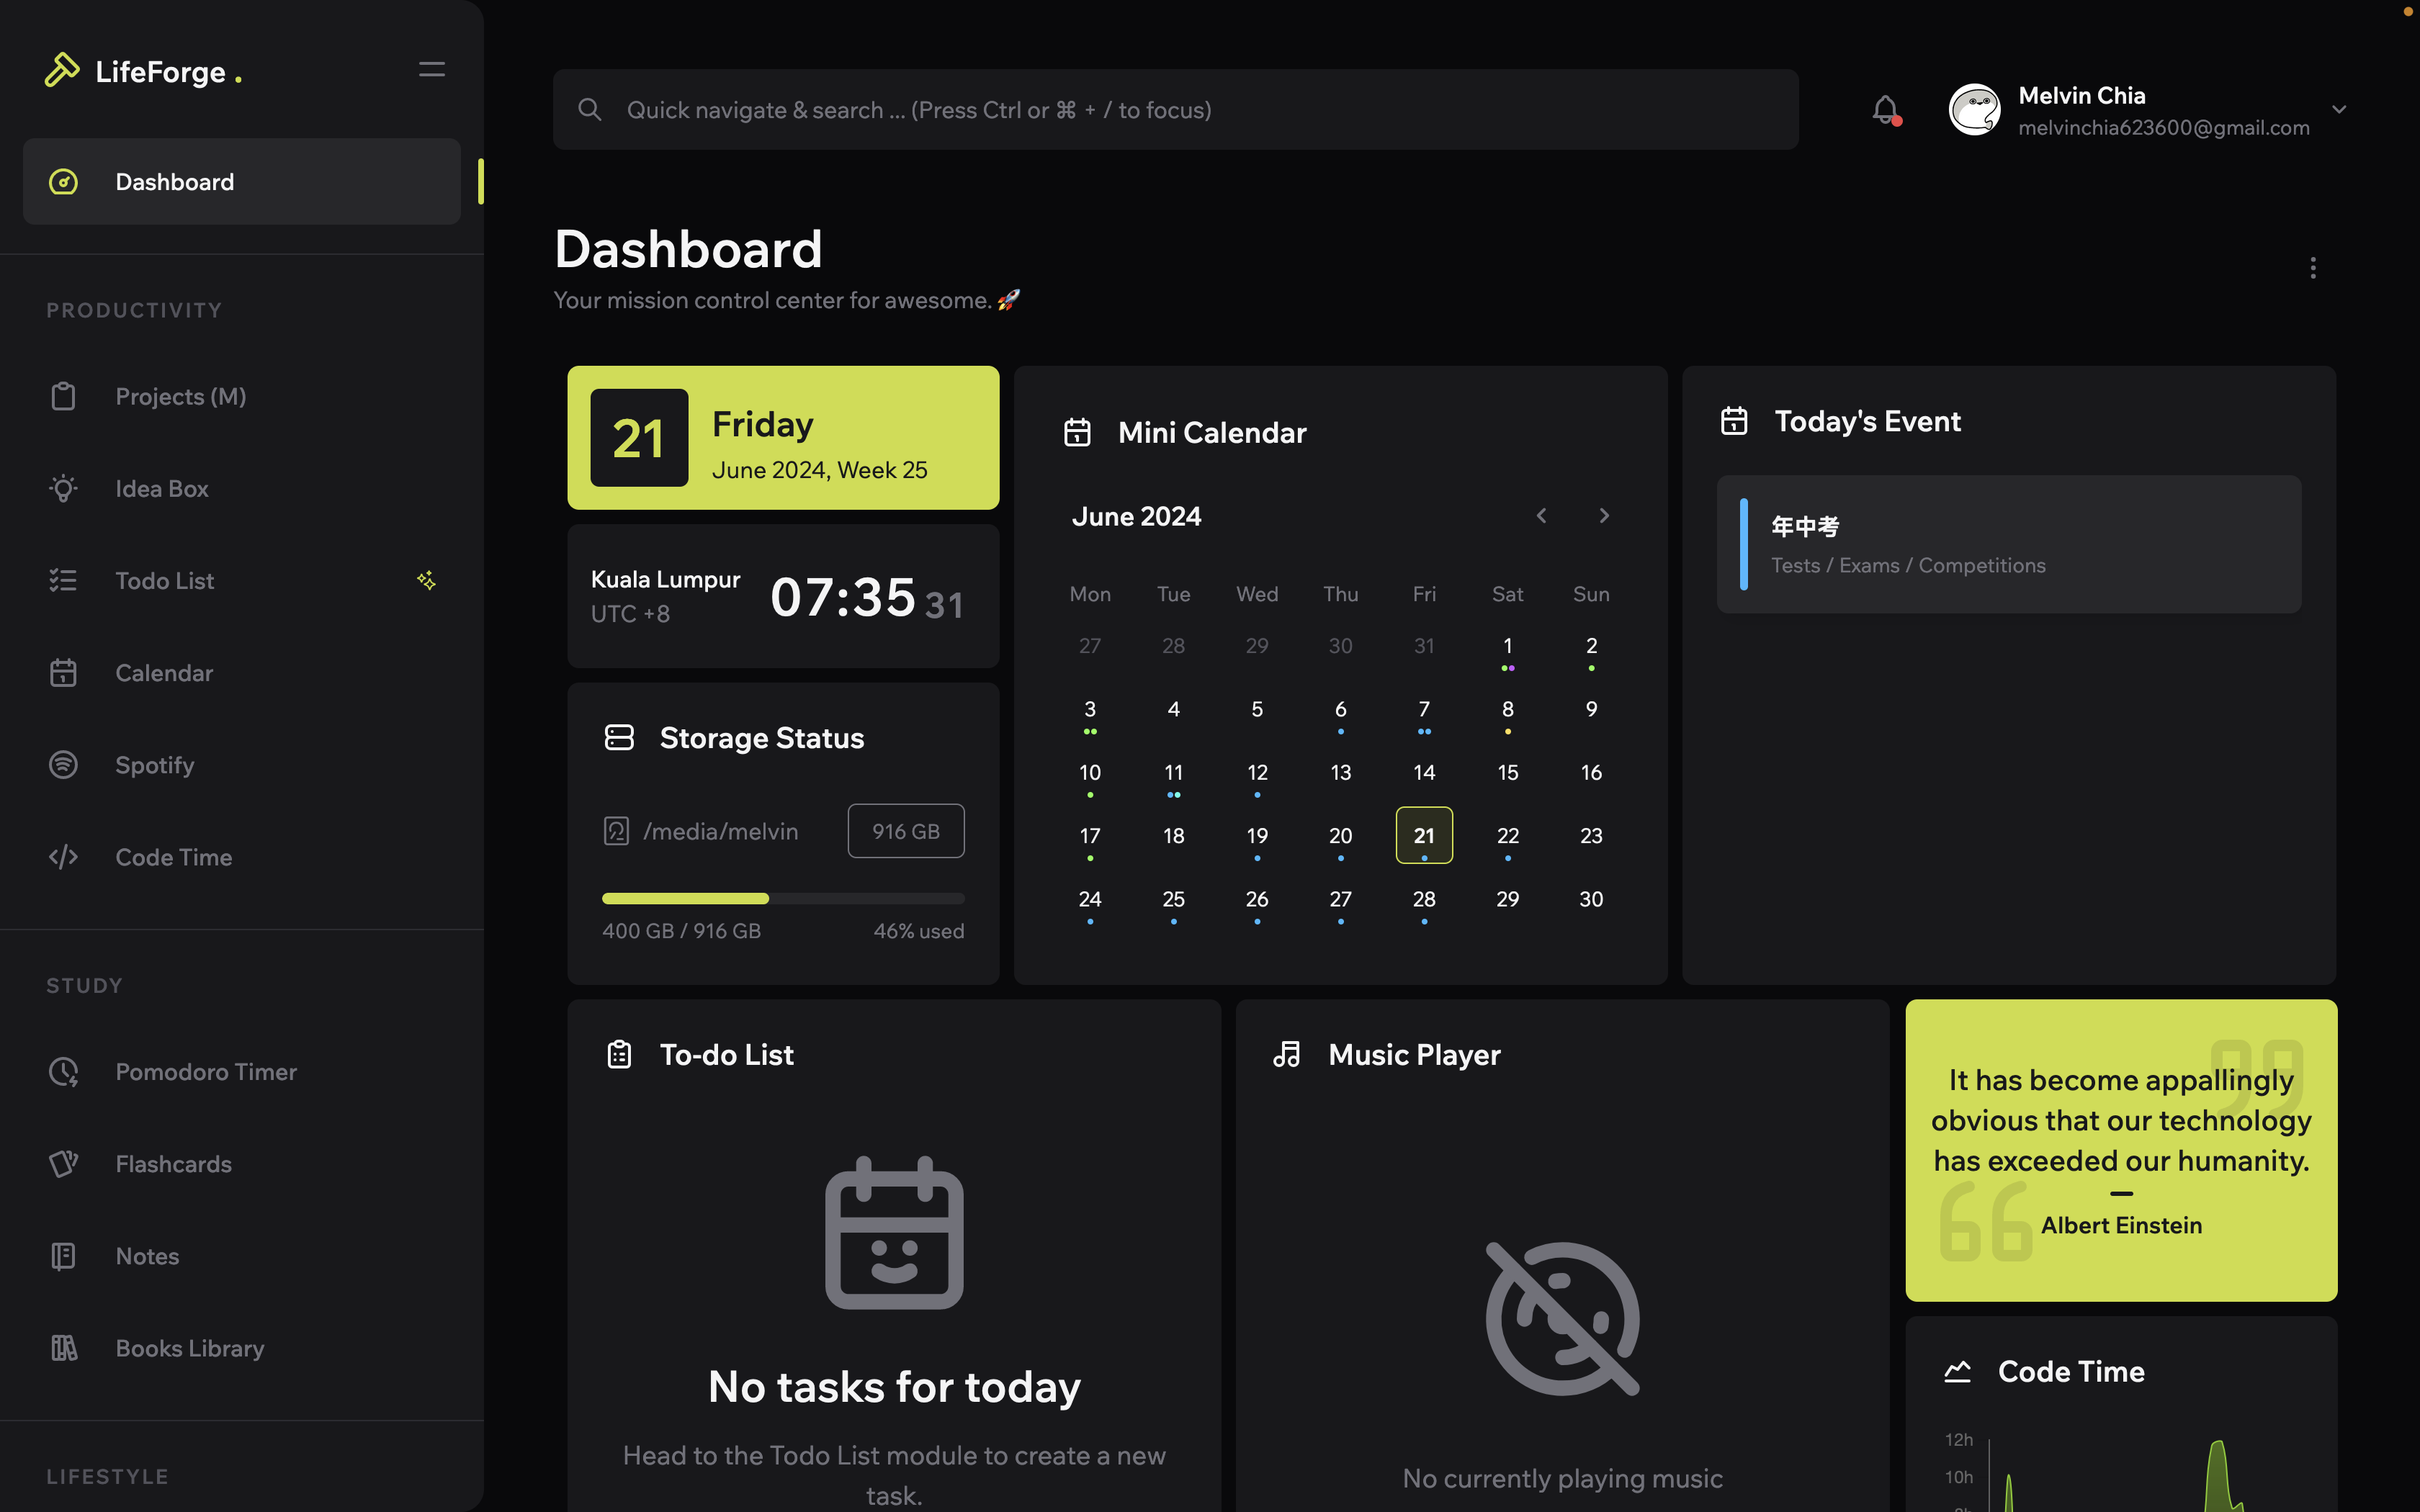 LifeForge .
Dashboard
PRODUCTIVITY
Projects (M)
Idea Box
Todo List
Calendar
Spotify
Code Time
STUDY
Pomodoro Timer
Flashcards
Notes
Books Library
LIFESTYLE
Quick navigate & search ... (Press Ctrl or ⌘ + / to focus)
Melvin Chia
melvinchia623600@gmail.com
Dashboard
Your mission control center for awesome. 🚀
21
Friday
June 2024, Week 25
Kuala Lumpur
UTC +8
07:35 31
Storage Status
/media/melvin
916 GB
400 GB / 916 GB
46% used
Mini Calendar
June 2024
Mon Tue Wed Thu Fri Sat Sun
27 28 29 30 31 1 2
3 4 5 6 7 8 9
10 11 12 13 14 15 16
17 18 19 20 21 22 23
24 25 26 27 28 29 30
Today's Event
年中考
Tests / Exams / Competitions
To-do List
No tasks for today
Head to the Todo List module to create a new
task.
Music Player
No currently playing music
It has become appallingly
obvious that our technology
has exceeded our humanity.
Albert Einstein
Code Time
12h
10h